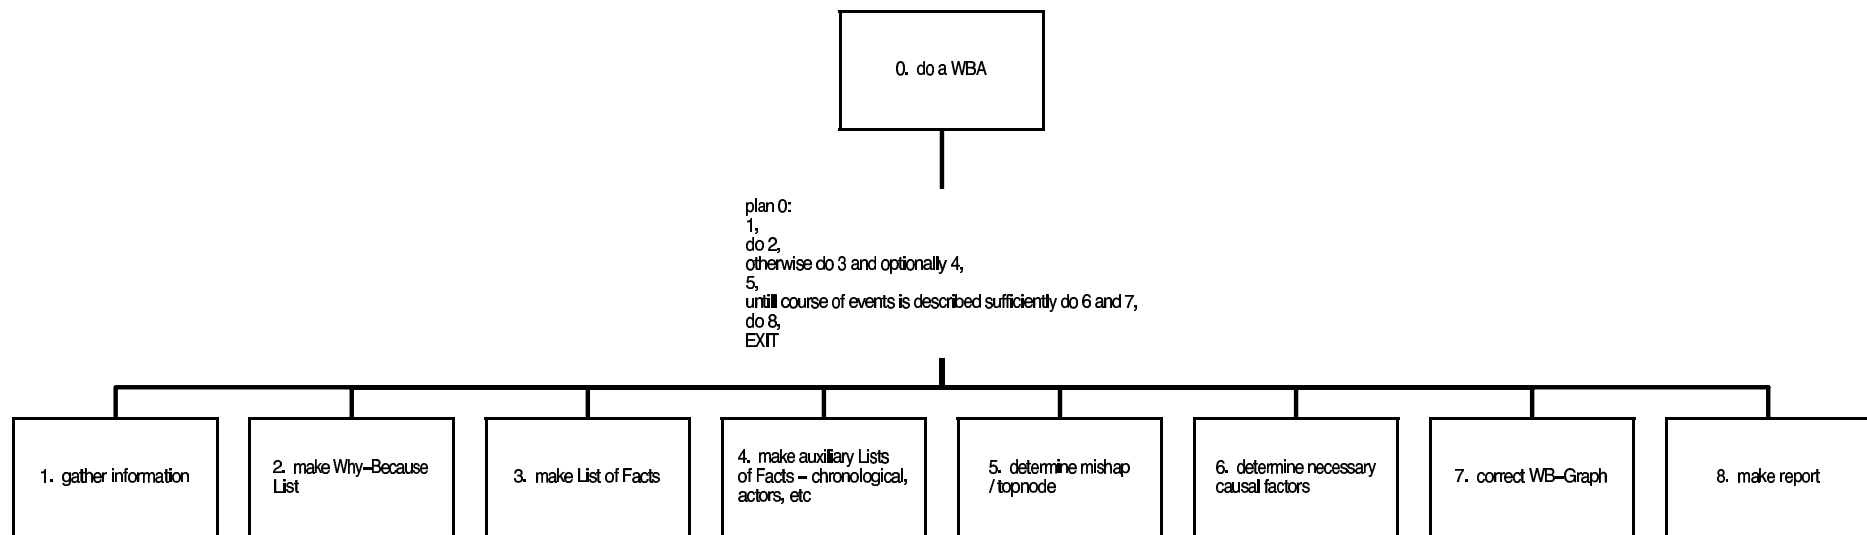 0. do a WBA
plan 0:
1,
do 2,
otherwise do 3 and optionally 4,
5,
untill course of events is described sufficiently do 6 and 7,
do 8,
EXIT
1. gather information
2. make Why–Because
List
3. make List of Facts
4. make auxiliary Lists
of Facts – chronological,
actors, etc
5. determine mishap
/ topnode
6. determine necessary
causal factors
7. correct WB–Graph
8. make report